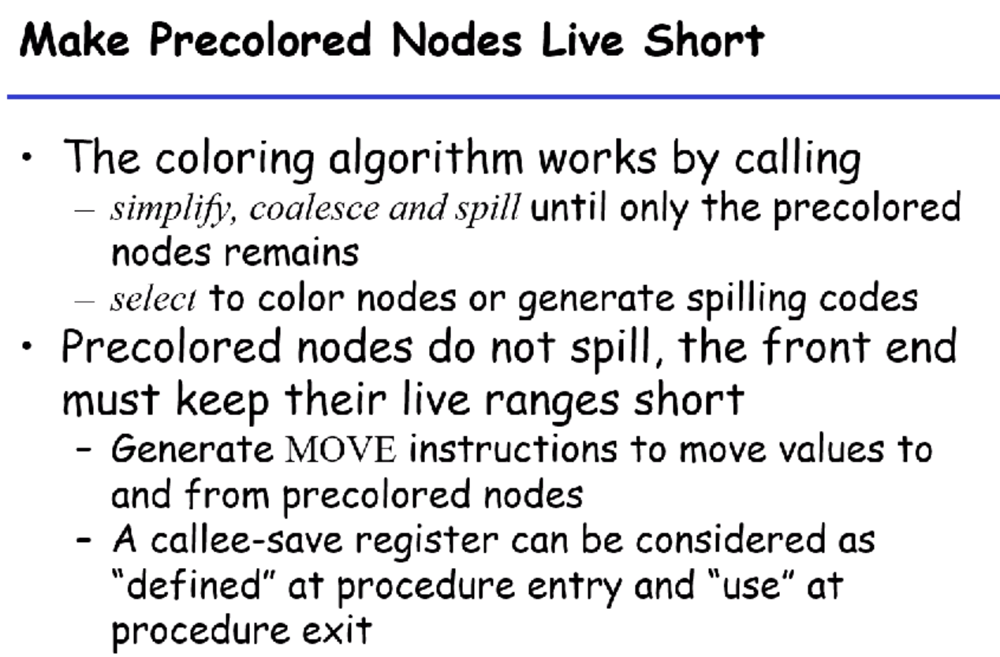 Make Precolored Nodes Live Short
• The coloring algorithm works by calling
– simplify, coalesce and spill until only the precolored
nodes remains
– select to color nodes or generate spilling codes
• Precolored nodes do not spill, the front end
must keep their live ranges short
– Generate MOVE instructions to move values to
and from precolored nodes
– A callee-save register can be considered as
“defined” at procedure entry and “use” at
procedure exit